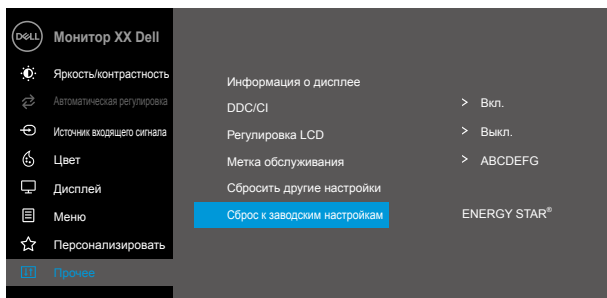 DELL
Монитор XX Dell
Яркость/контрастность
Автоматическая регулировка
Источник входящего сигнала
Цвет
Дисплей
Меню
Персонализировать
Прочее
Информация о дисплее
DDC/CI > Вкл.
Регулировка LCD > Выкл.
Метка обслуживания > ABCDEFG
Сбросить другие настройки
Сброс к заводским настройкам ENERGY STAR®